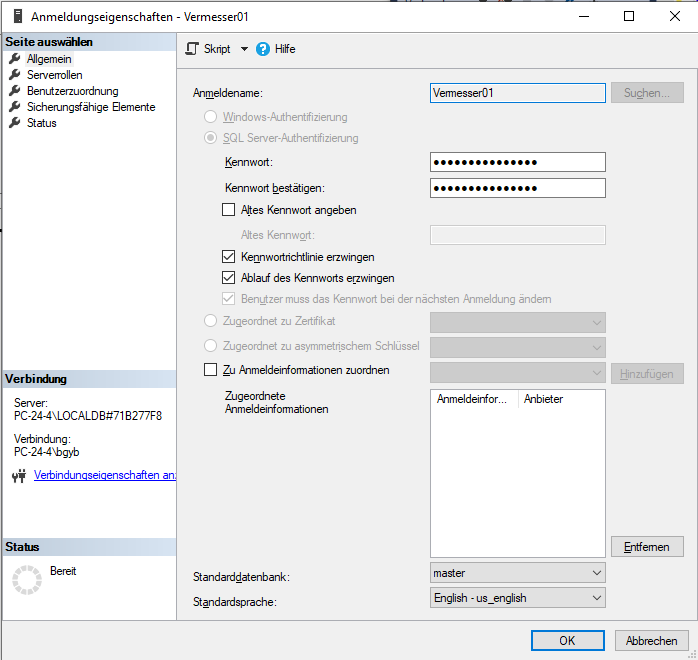 Anmeldungseigenschaften - Vermesser01
Seite auswählen
Allgemein
Serverrollen
Benutzerzuordnung
Sicherungsfähige Elemente
Status
Skript
Hilfe
Anmeldename:
Vermesser01
Suchen...
Windows-Authentifizierung
SQL Server-Authentifizierung
Kennwort:
●●●●●●●●●●●●●●●
Kennwort bestätigen:
●●●●●●●●●●●●●●●
Altes Kennwort angeben
Altes Kennwort:
Kennwortrichtlinie erzwingen
Ablauf des Kennworts erzwingen
Benutzer muss das Kennwort bei der nächsten Anmeldung ändern
Zugeordnet zu Zertifikat
Zugeordnet zu asymmetrischem Schlüssel
Zu Anmeldeinformationen zuordnen
Hinzufügen
Zugeordnete
Anmeldeinformationen
Anmeldeinfor... Anbieter
Entfernen
Standarddatenbank:
master
Standardsprache:
English - us_english
Verbindung
Server:
PC-24-4\LOCALDB#71B277F8
Verbindung:
PC-24-4\bgyb
Verbindungseigenschaften an
Status
Bereit
OK
Abbrechen